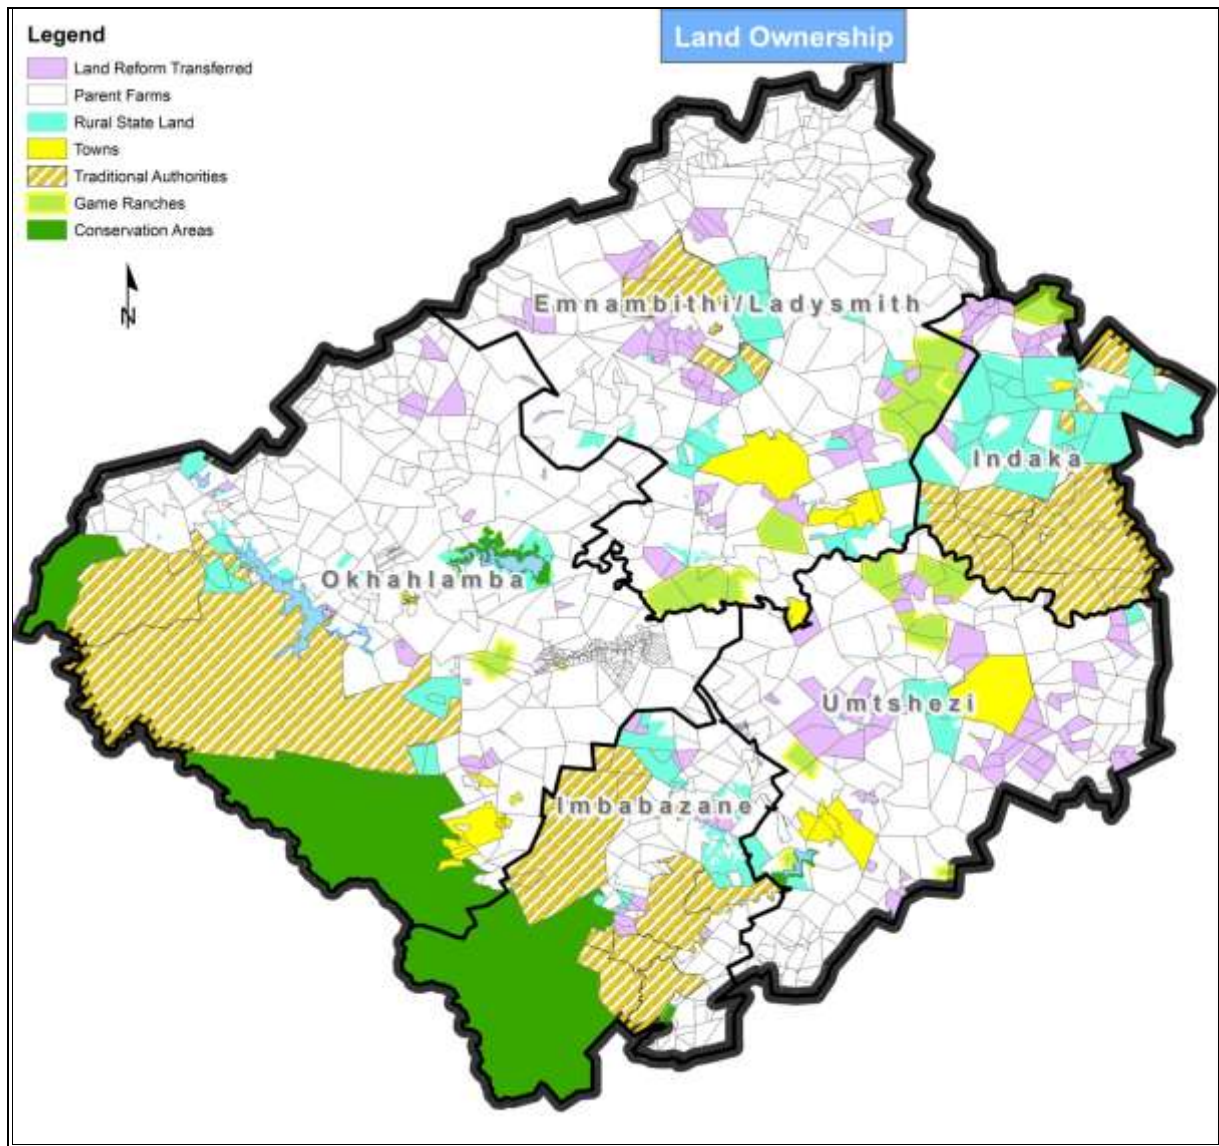 Land Ownership
Legend
Land Reform Transferred
Parent Farms
Rural State Land
Towns
Traditional Authorities
Game Ranches
Conservation Areas
N
Emnambithi/Ladysmith
Indaka
Okhahlamba
Umtshezi
Imbabazane